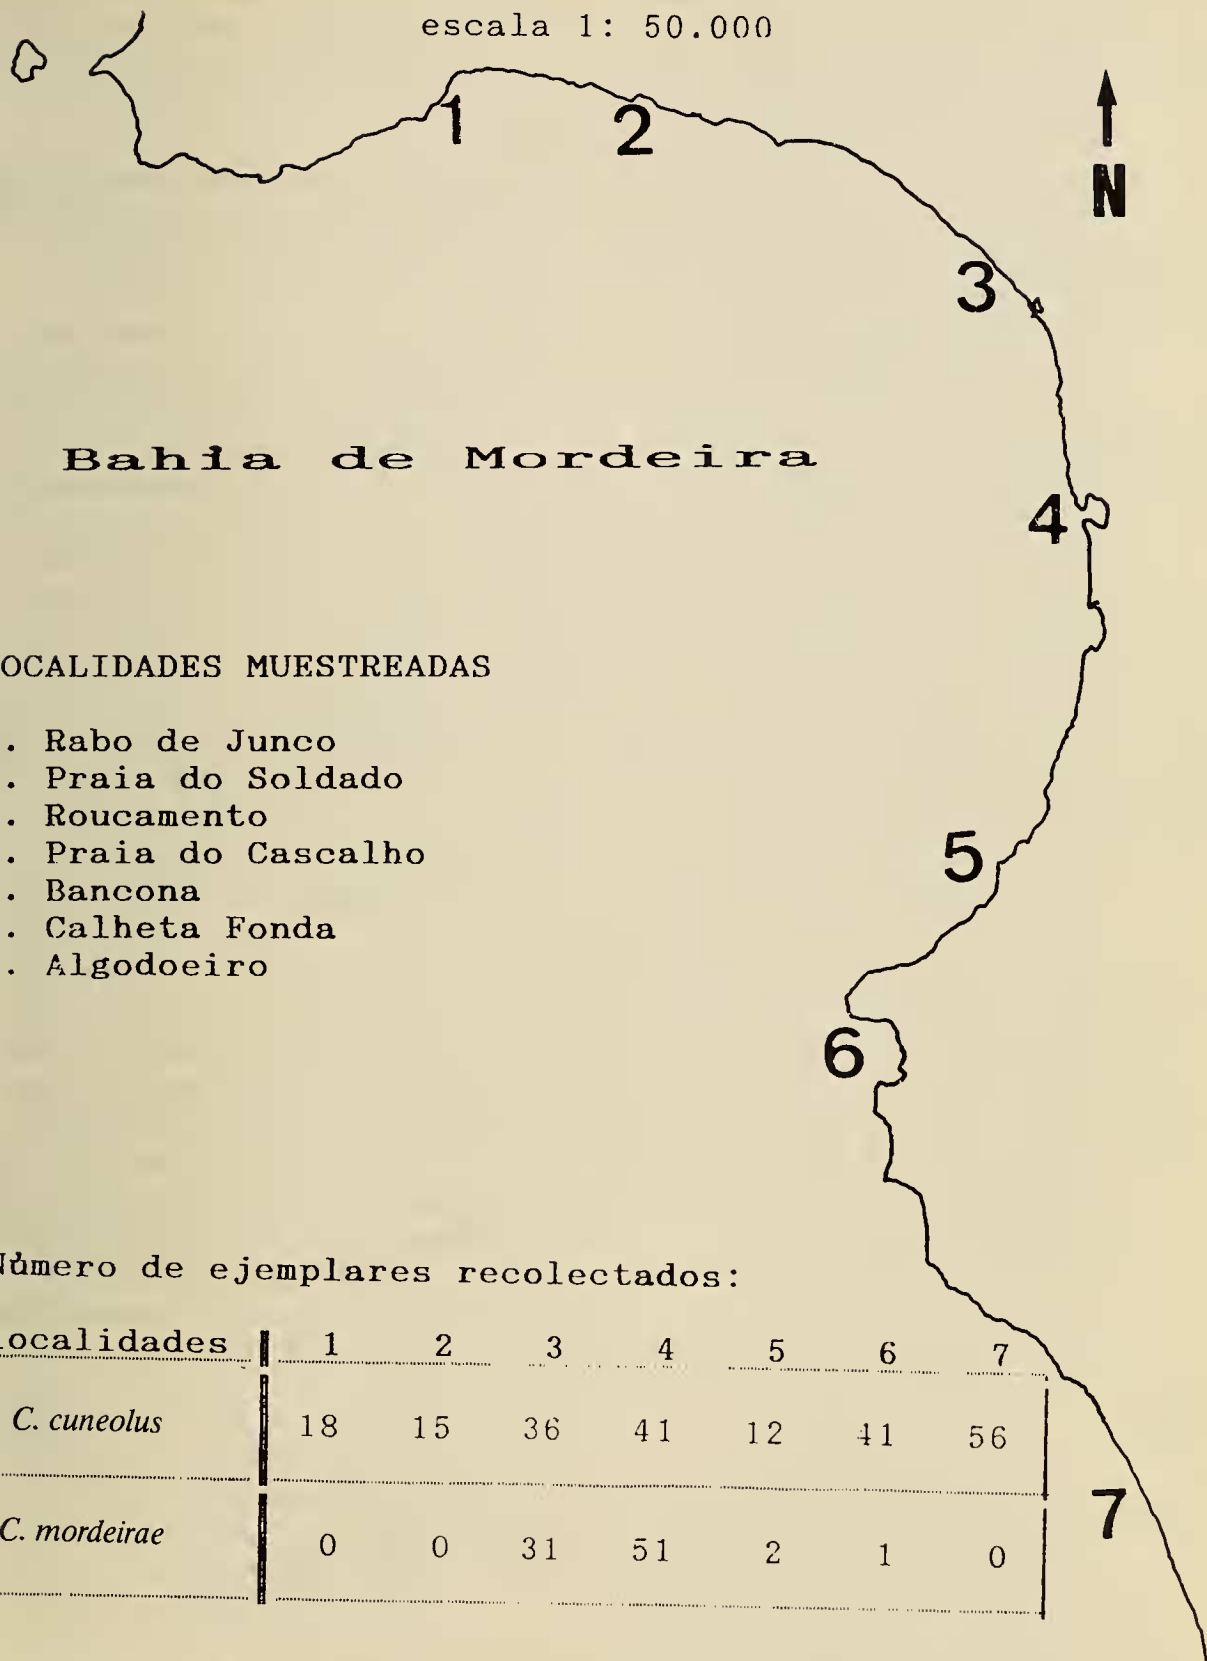 escala 1: 50.000
1
2
N
3
Bahia de Mordeira
4
OCALIDADES MUESTREADAS
. Rabo de Junco
. Praia do Soldado
. Roucamento
. Praia do Cascalho
. Bancona
. Calheta Fonda
. Algodoeiro
5
6
Número de ejemplares recolectados:
localidades 1 2 3 4 5 6 7
C. cuneolus 18 15 36 41 12 41 56
C. mordeirae 0 0 31 51 2 1 0
7